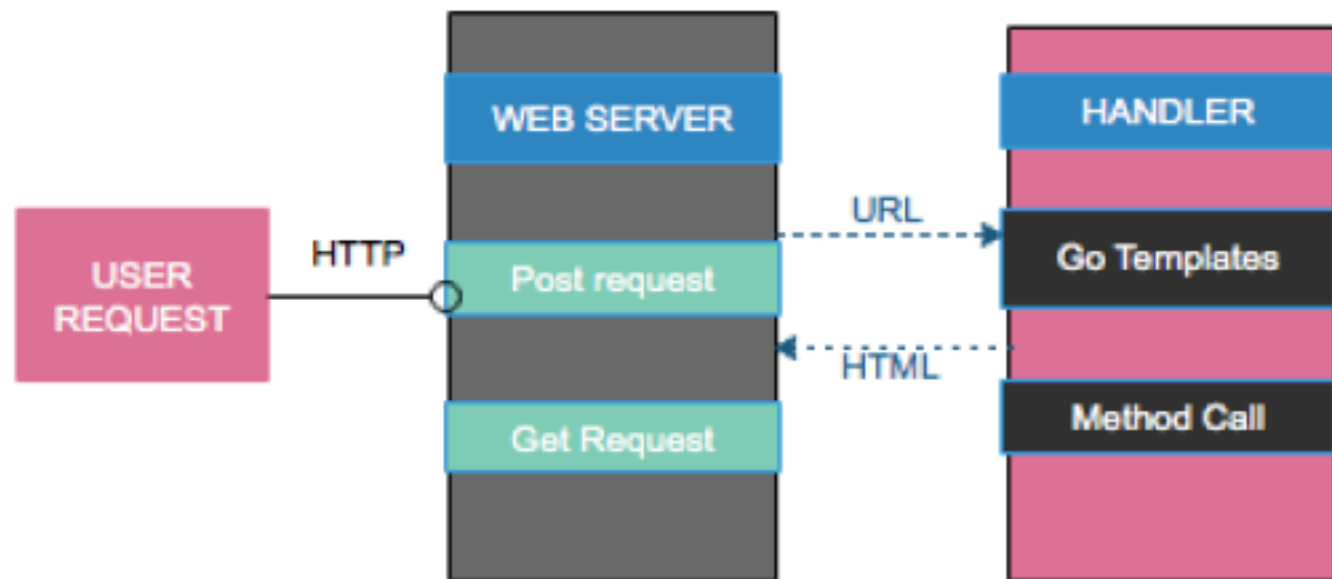 USER
REQUEST
HTTP
WEB SERVER
Post request
Get Request
URL
HTML
HANDLER
Go Templates
Method Call